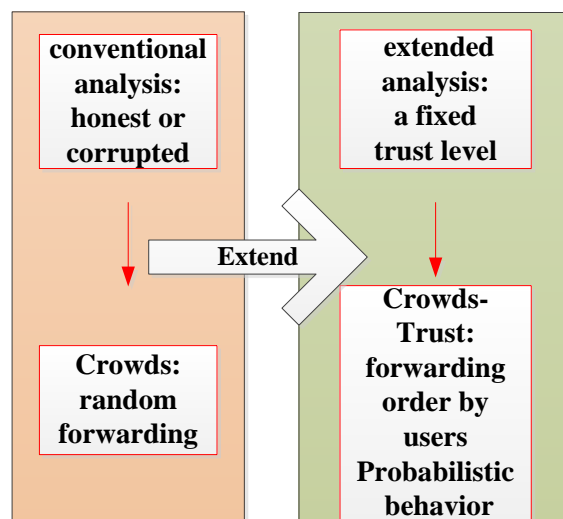 conventional
analysis:
honest or
corrupted
extended
analysis:
a fixed
trust level
Extend
Crowds:
random
forwarding
Crowds-
Trust:
forwarding
order by
users
Probabilistic
behavior